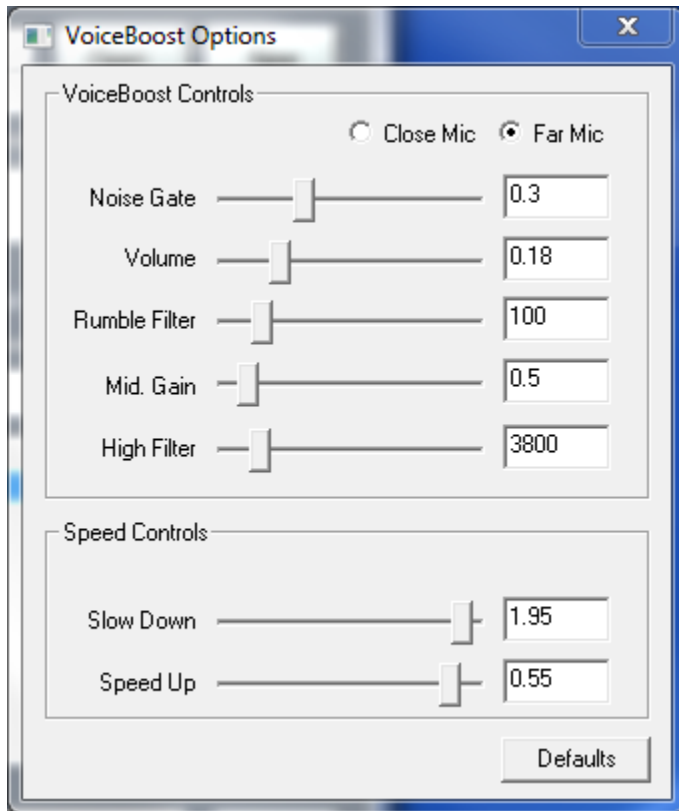 VoiceBoost Options
x
VoiceBoost Controls
Close Mic Far Mic
Noise Gate 0.3
Volume 0.18
Rumble Filter 100
Mid. Gain 0.5
High Filter 3800
Speed Controls
Slow Down 1.95
Speed Up 0.55
Defaults